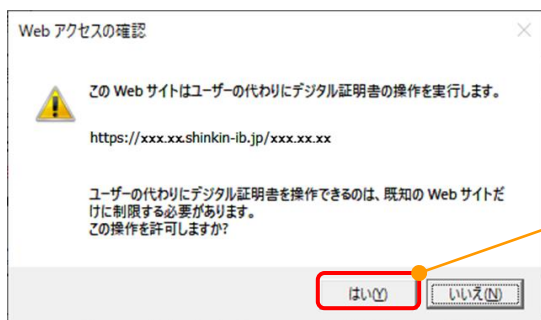 Web アクセスの確認
この Web サイトはユーザーの代わりにデジタル証明書の操作を実行します。
https://xxx.xx.shinkin-ib.jp/xxx.xx.xx
ユーザーの代わりにデジタル証明書を操作できるのは、既知の Web サイトだ
けに制限する必要があります。
この操作を許可しますか?
はい(Y) いいえ(N)